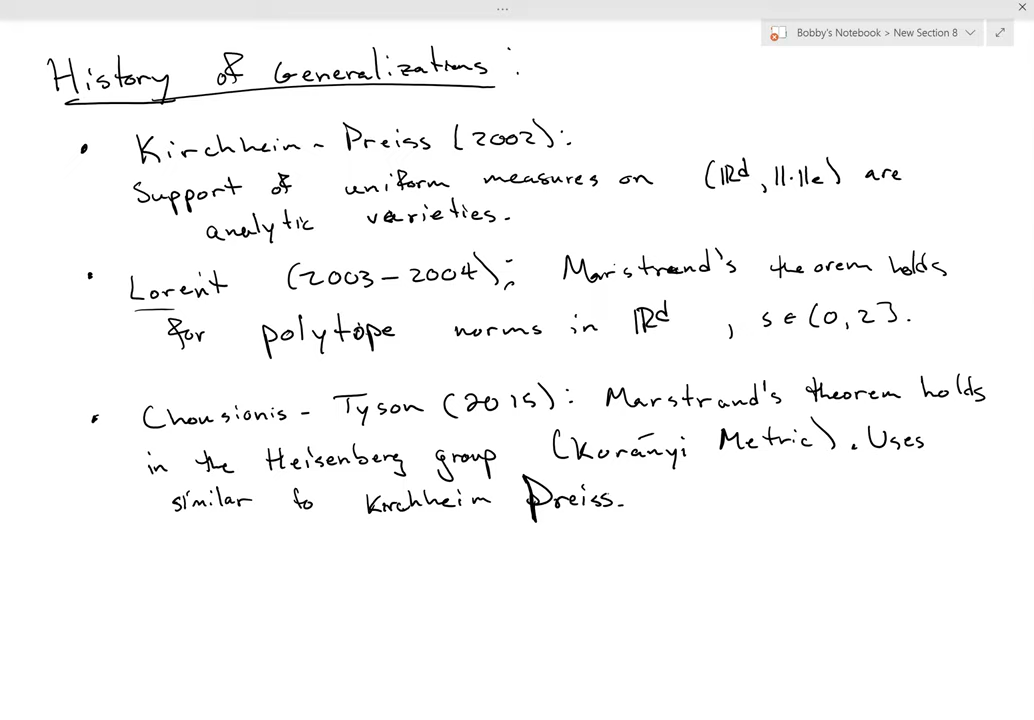 Bobby's Notebook > New Section 8
History of Generalizations:
• Kirchhein - Preiss (2002):
Support of uniform measures on (ℝᵈ, ||·||e) are
analytic varieties.
• Lorent (2003-2004): Maristrand's theorem holds
for polytope norms in ℝᵈ, s ∈ (0,2].
• Chousionis - Tyson (2015): Marstrand's theorem holds
in the Heisenberg group (Korányi Metric). Uses
similar to Kirchheim Preiss.